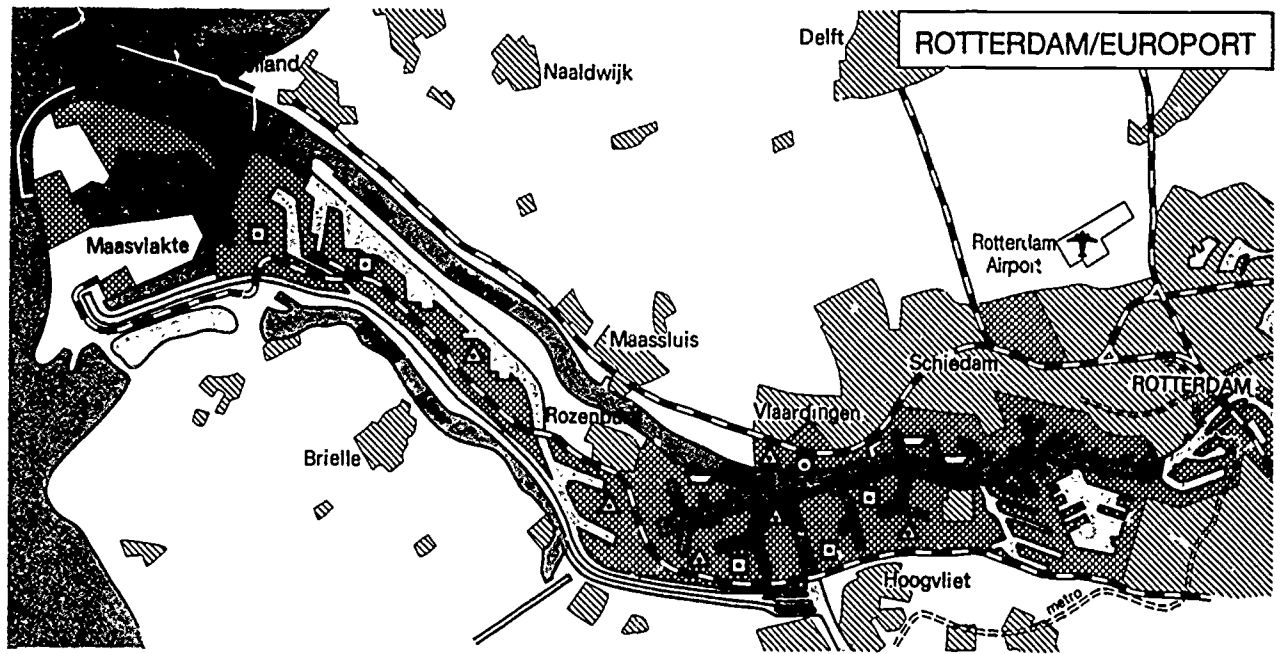 ROTTERDAM/EUROPORT
Delft
Naaldwijk
Rotterdam
Airport
Maasvlakte
Maassluis
Schiedam
ROTTERDAM
Vlaardingen
Brielle
Hoogvliet
metro